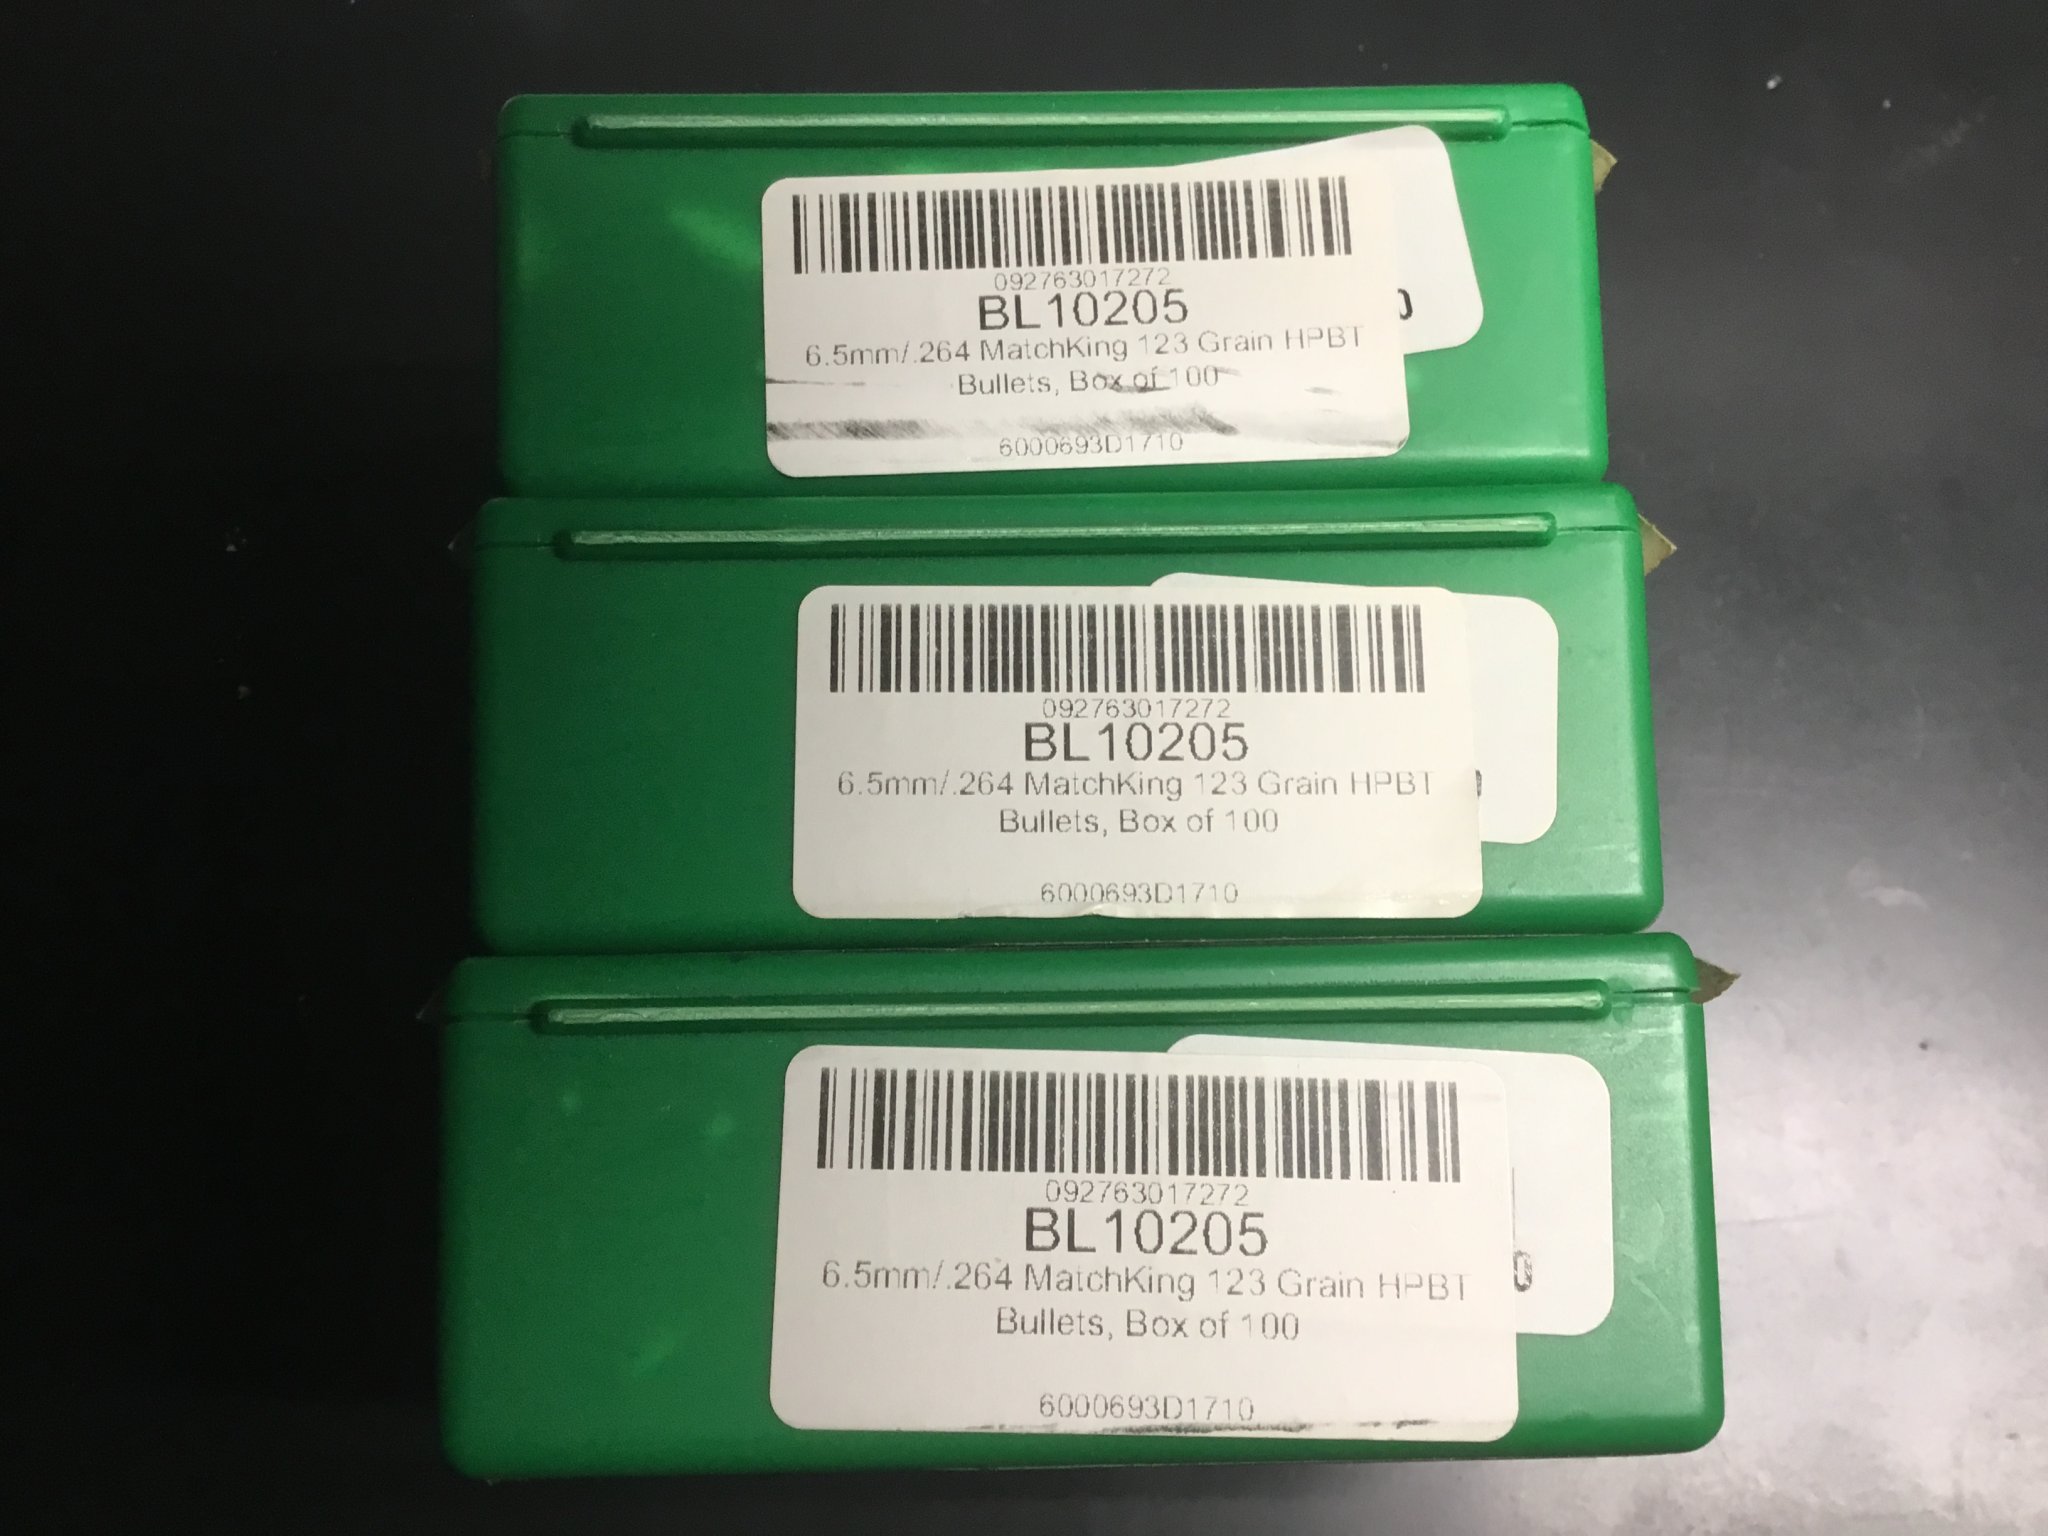 092763017272
BL10205
0
6.5mm/.264 MatchKing 123 Grain HPBT
Bullets, Box of 100
6000693D1710
092763017272
BL10205
6.5mm/.264 MatchKing 123 Grain HPBT
Bullets, Box of 100
6000693D1710
092763017272
BL10205
6.5mm/.264 MatchKing 123 Grain HPBT
0
Bullets, Box of 100
6000693D1710